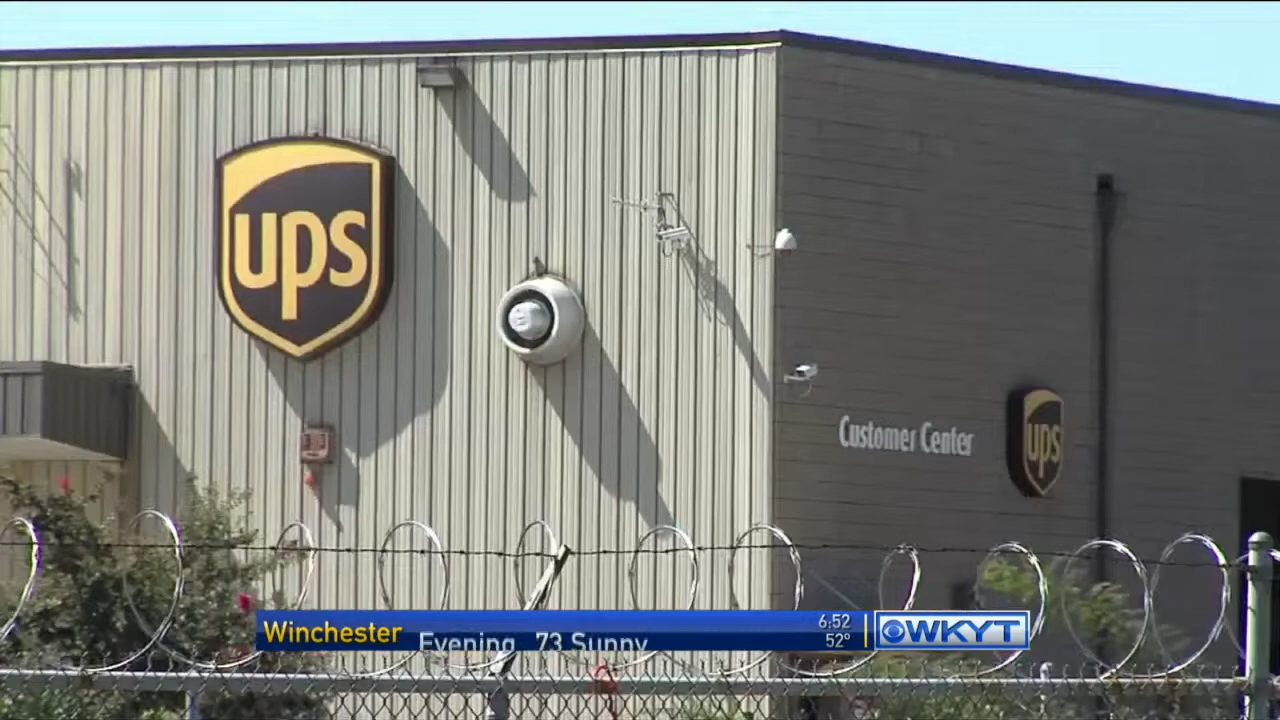 ups
Customer Center
ups
Winchester
Evening 73 Sunny
6:52
52°
WKYT